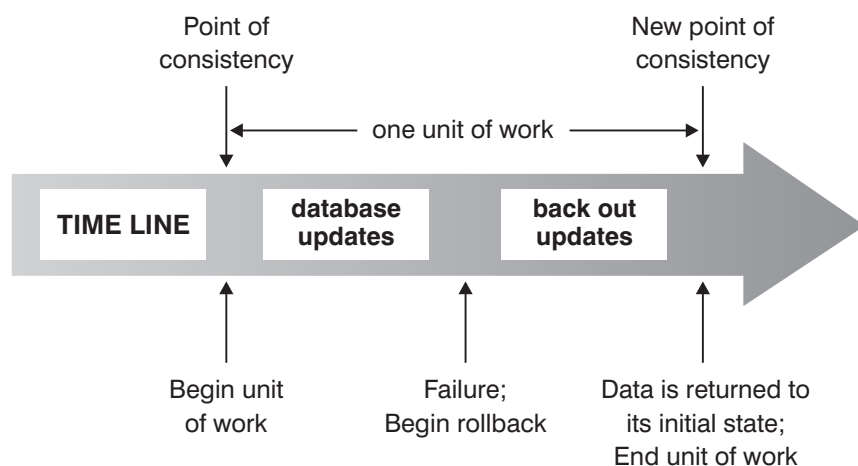 Point of
consistency
New point of
consistency
one unit of work
TIME LINE
database
updates
back out
updates
Begin unit
of work
Failure;
Begin rollback
Data is returned to
its initial state;
End unit of work